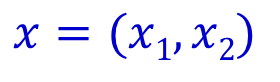 x = (x₁, x₂)